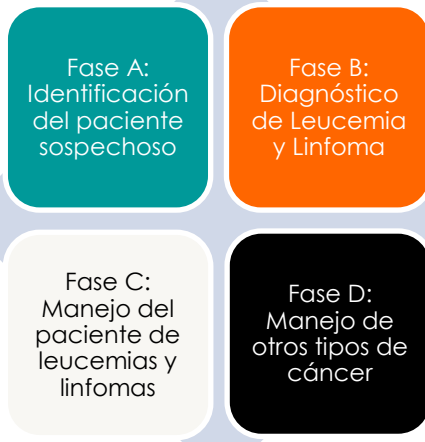 Fase A:
Identificación
del paciente
sospechoso
Fase B:
Diagnóstico
de Leucemia
y Linfoma
Fase C:
Manejo del
paciente de
leucemias y
linfomas
Fase D:
Manejo de
otros tipos de
cáncer